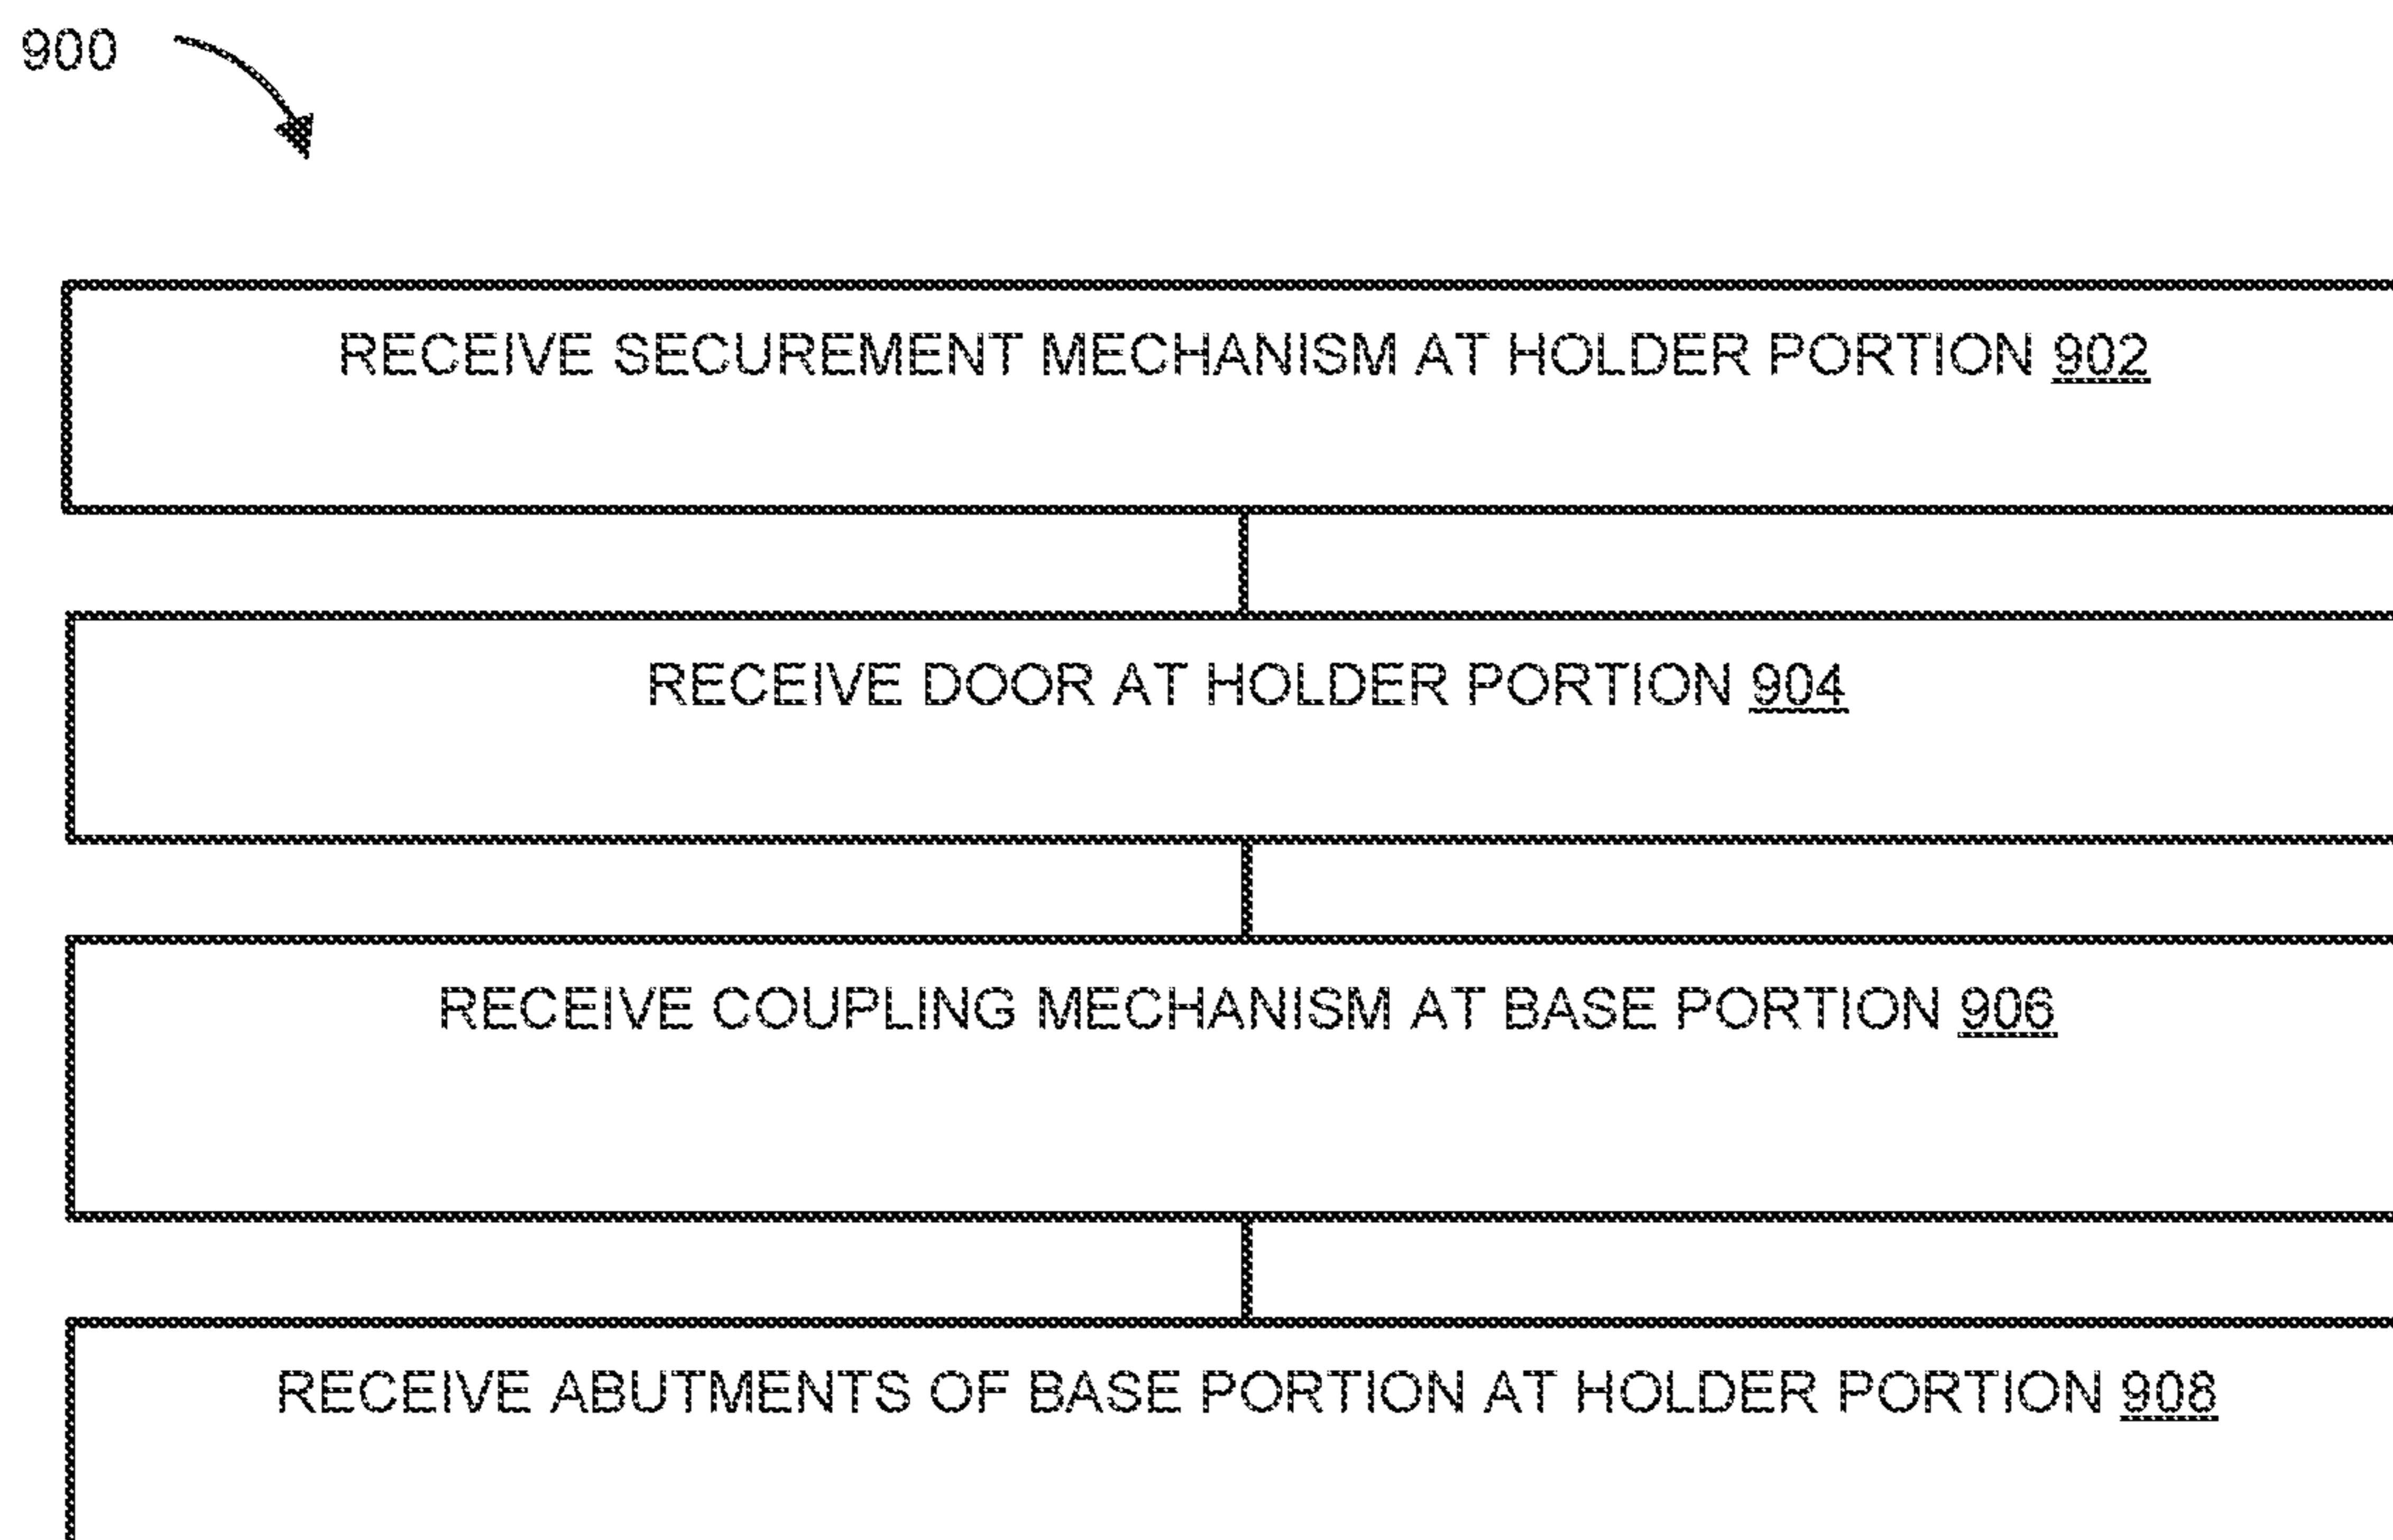 900
RECEIVE SECUREMENT MECHANISM AT HOLDER PORTION 902
RECEIVE DOOR AT HOLDER PORTION 904
RECEIVE COUPLING MECHANISM AT BASE PORTION 906
RECEIVE ABUTMENTS OF BASE PORTION AT HOLDER PORTION 908